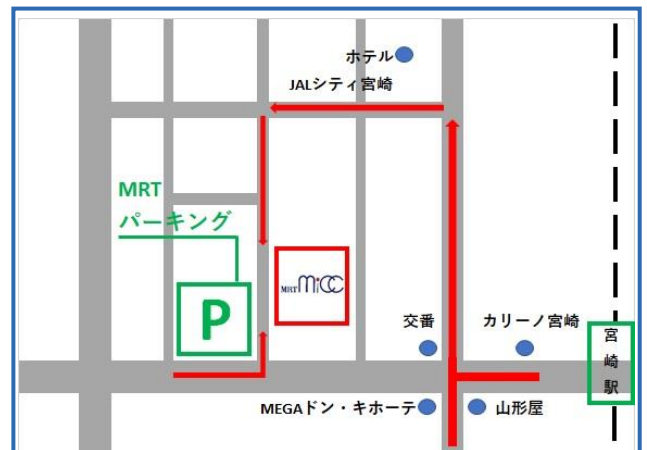 ホテル
JALシティ宮崎
MRT
パーキング
MRT MiCC
P
交番
カリーノ宮崎
宮崎駅
MEGAドン・キホーテ
山形屋